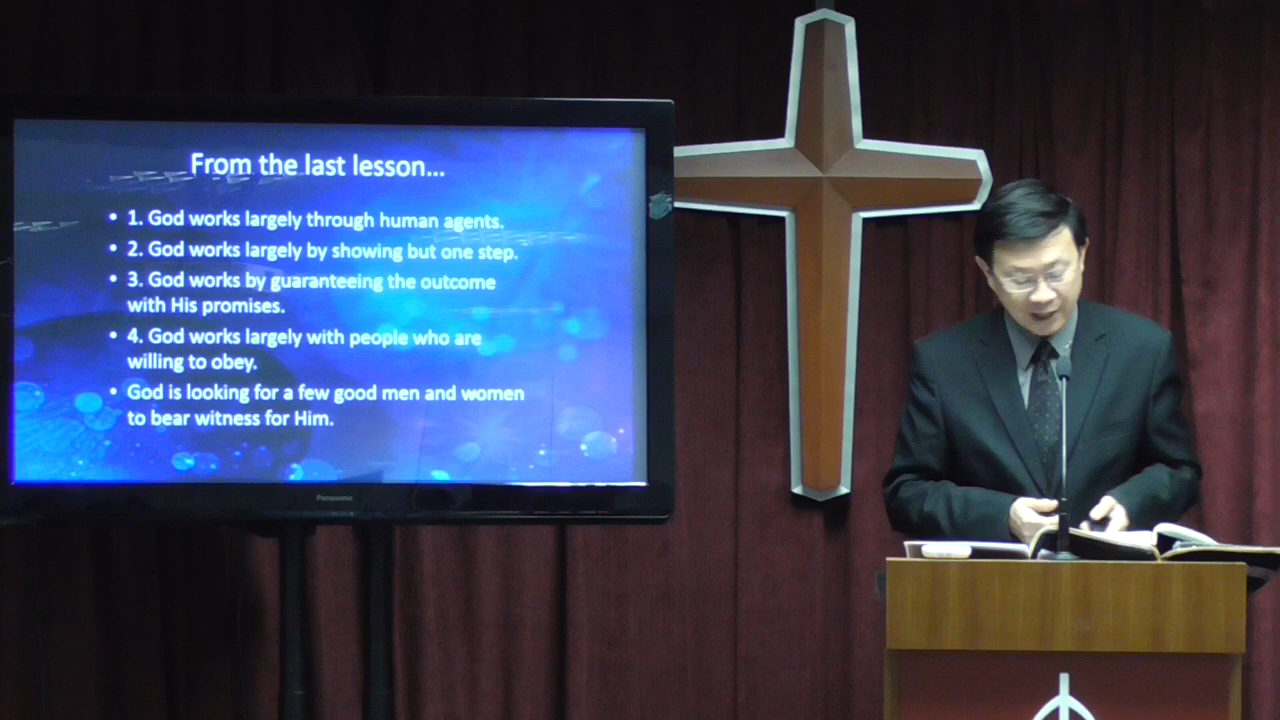 From the last lesson...
• 1. God works largely through human agents.
• 2. God works largely by showing but one step.
• 3. God works by guaranteeing the outcome
with His promises.
• 4. God works largely with people who are
willing to obey.
• God is looking for a few good men and women
to bear witness for Him.
Panasonic